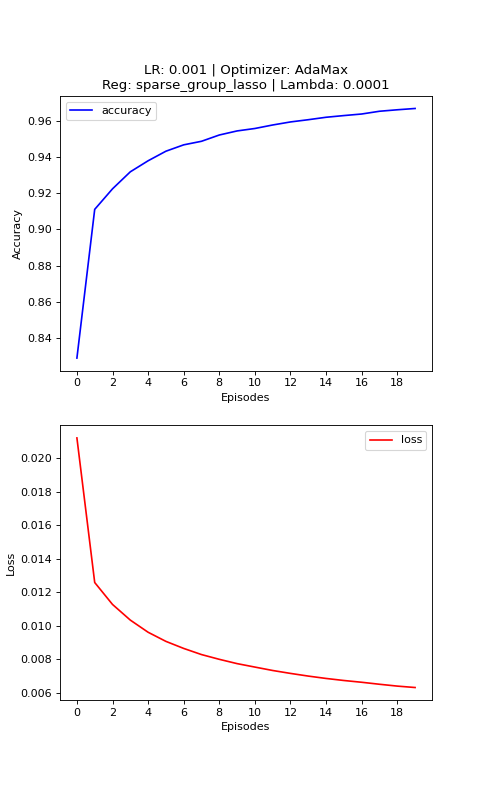 LR: 0.001 | Optimizer: AdaMax
Reg: sparse_group_lasso | Lambda: 0.0001
accuracy
0.96
0.94
0.92
0.90
0.88
0.86
0.84
Accuracy
0 2 4 6 8 10 12 14 16 18
Episodes
loss
0.020
0.018
0.016
0.014
0.012
0.010
0.008
0.006
Loss
0 2 4 6 8 10 12 14 16 18
Episodes